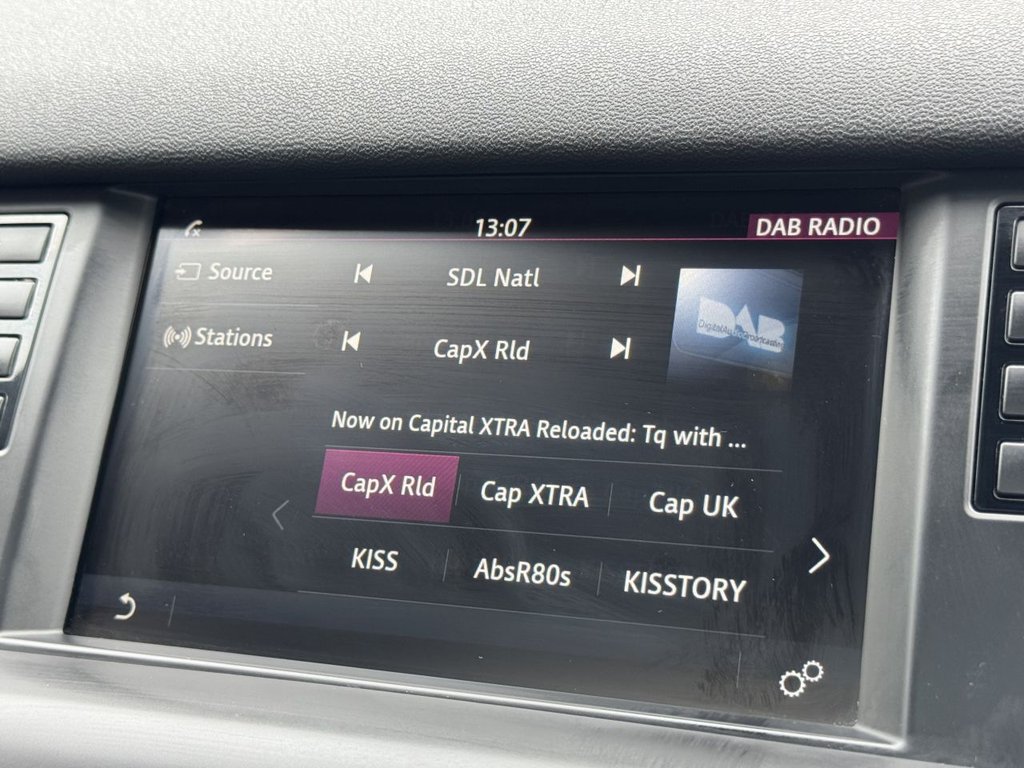 13:07 DAB RADIO
Source SDL Natl
DAB
Stations CapX Rld
Now on Capital XTRA Reloaded: Tq with ...
CapX Rld Cap XTRA Cap UK
KISS AbsR80s KISSTORY